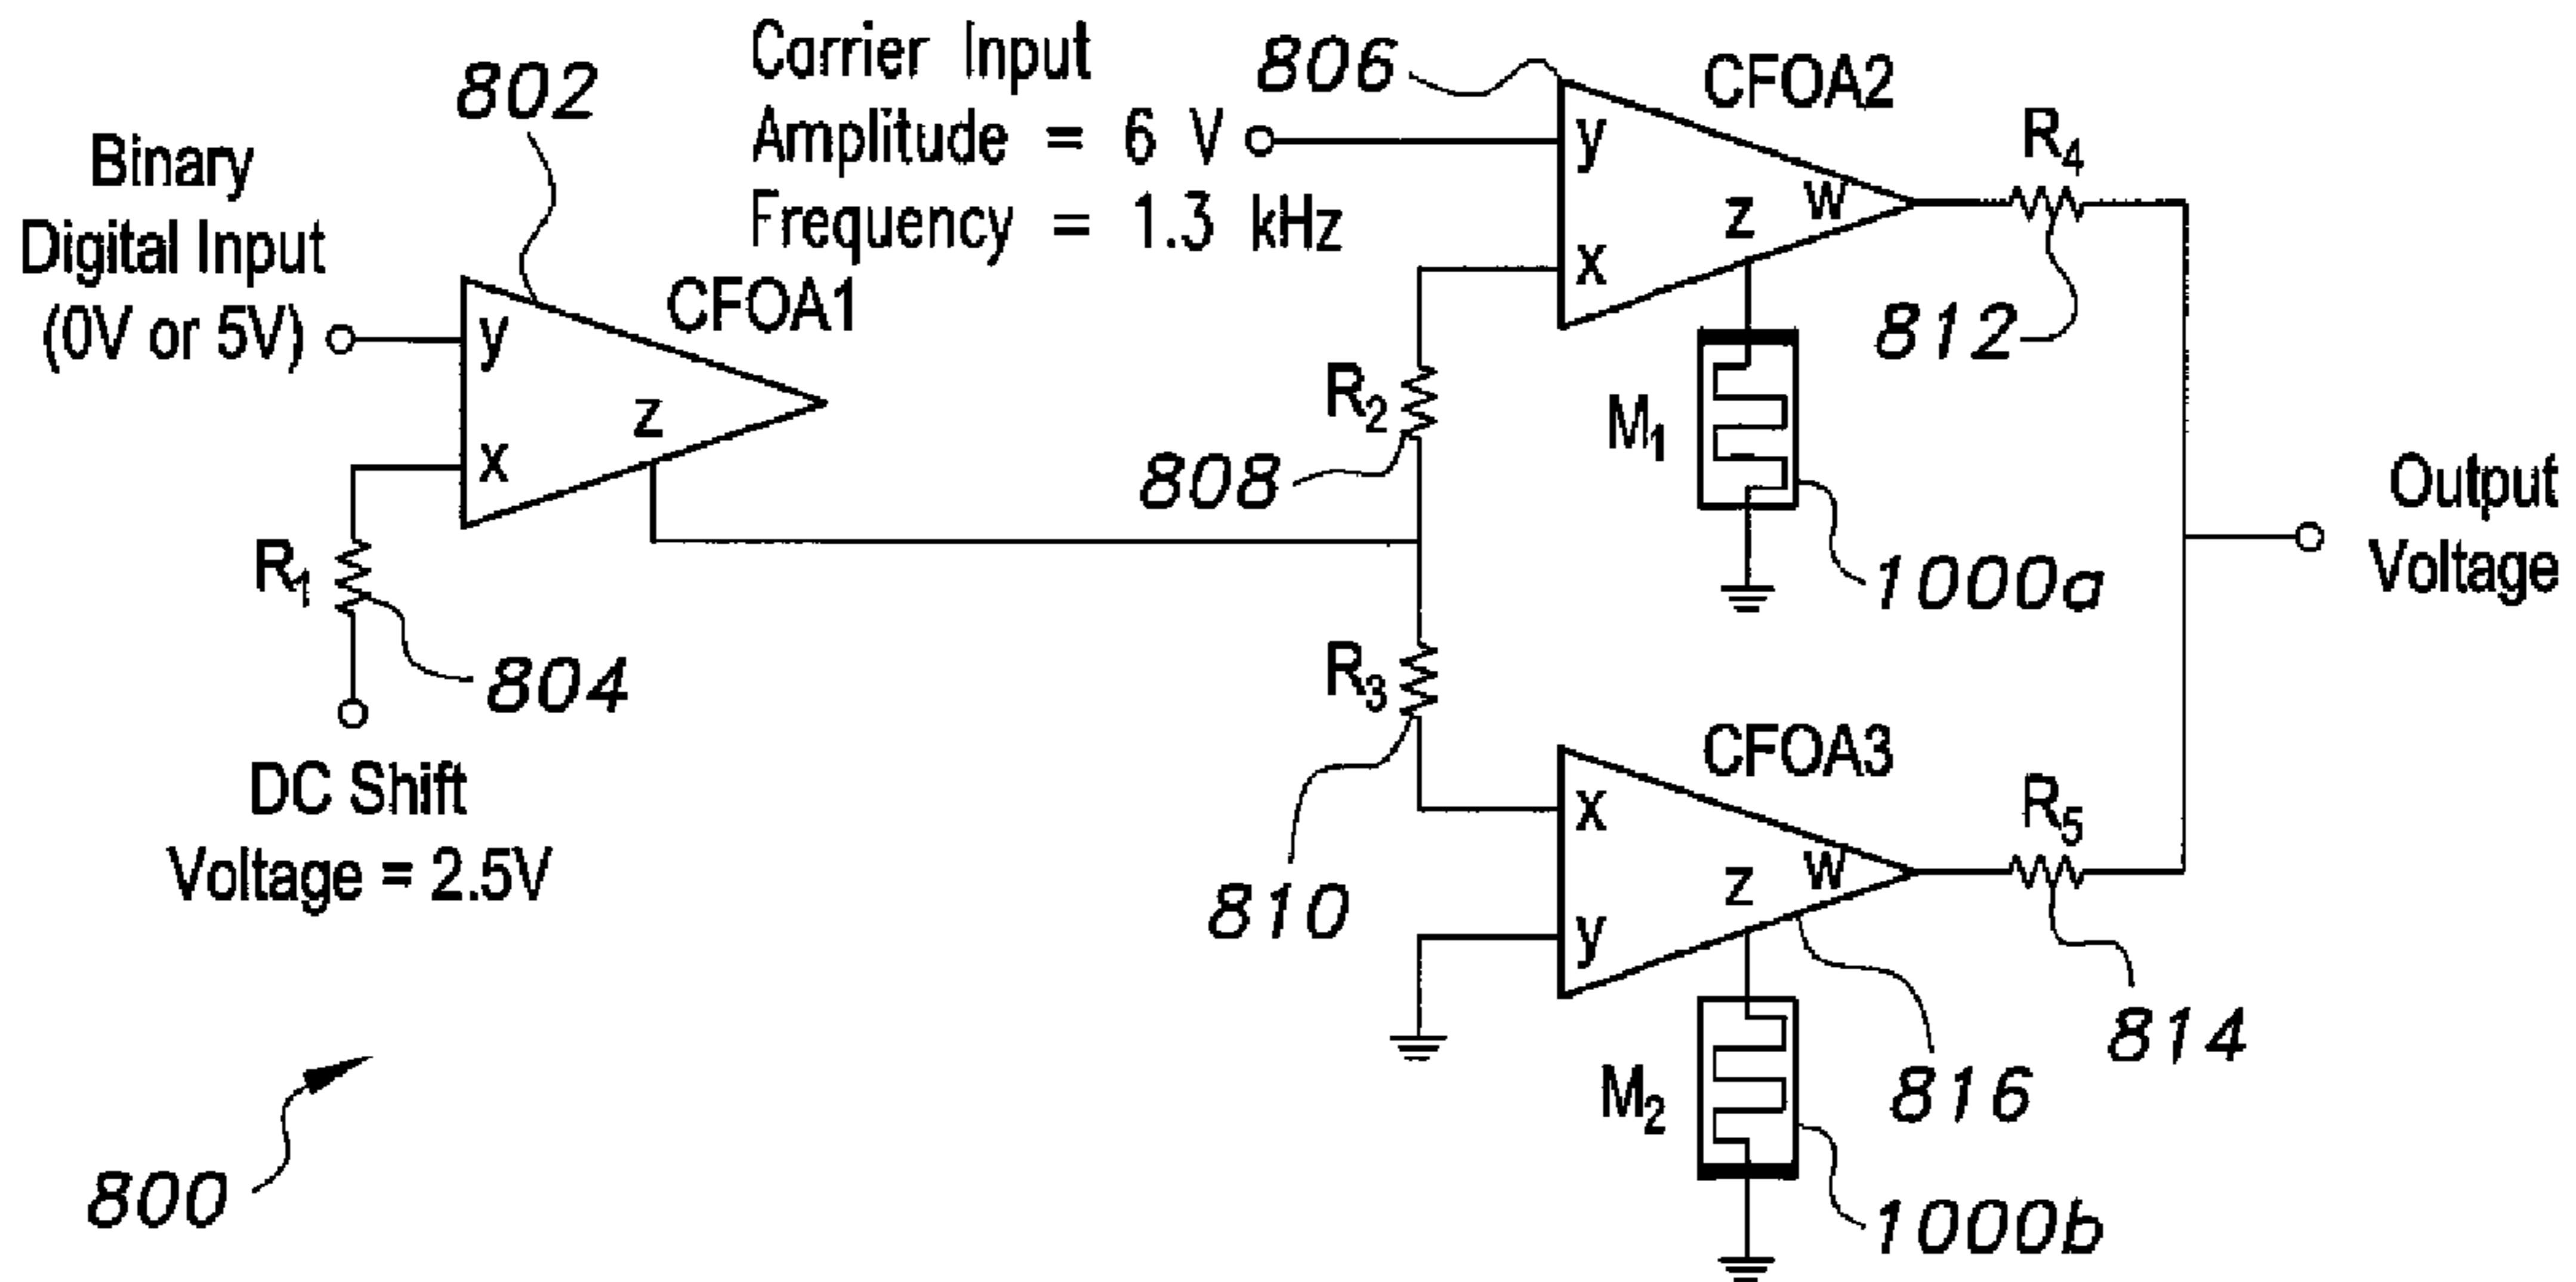 Binary
Digital Input
(0V or 5V)
802
CFOA1
y
x
z
R1
804
DC Shift
Voltage = 2.5V
Carrier Input
Amplitude = 6 V
Frequency = 1.3 kHz
806
CFOA2
y
x
z
w
R4
812
R2
808
M1
1000a
Output
Voltage
R3
810
CFOA3
x
y
z
w
R5
814
816
M2
1000b
800